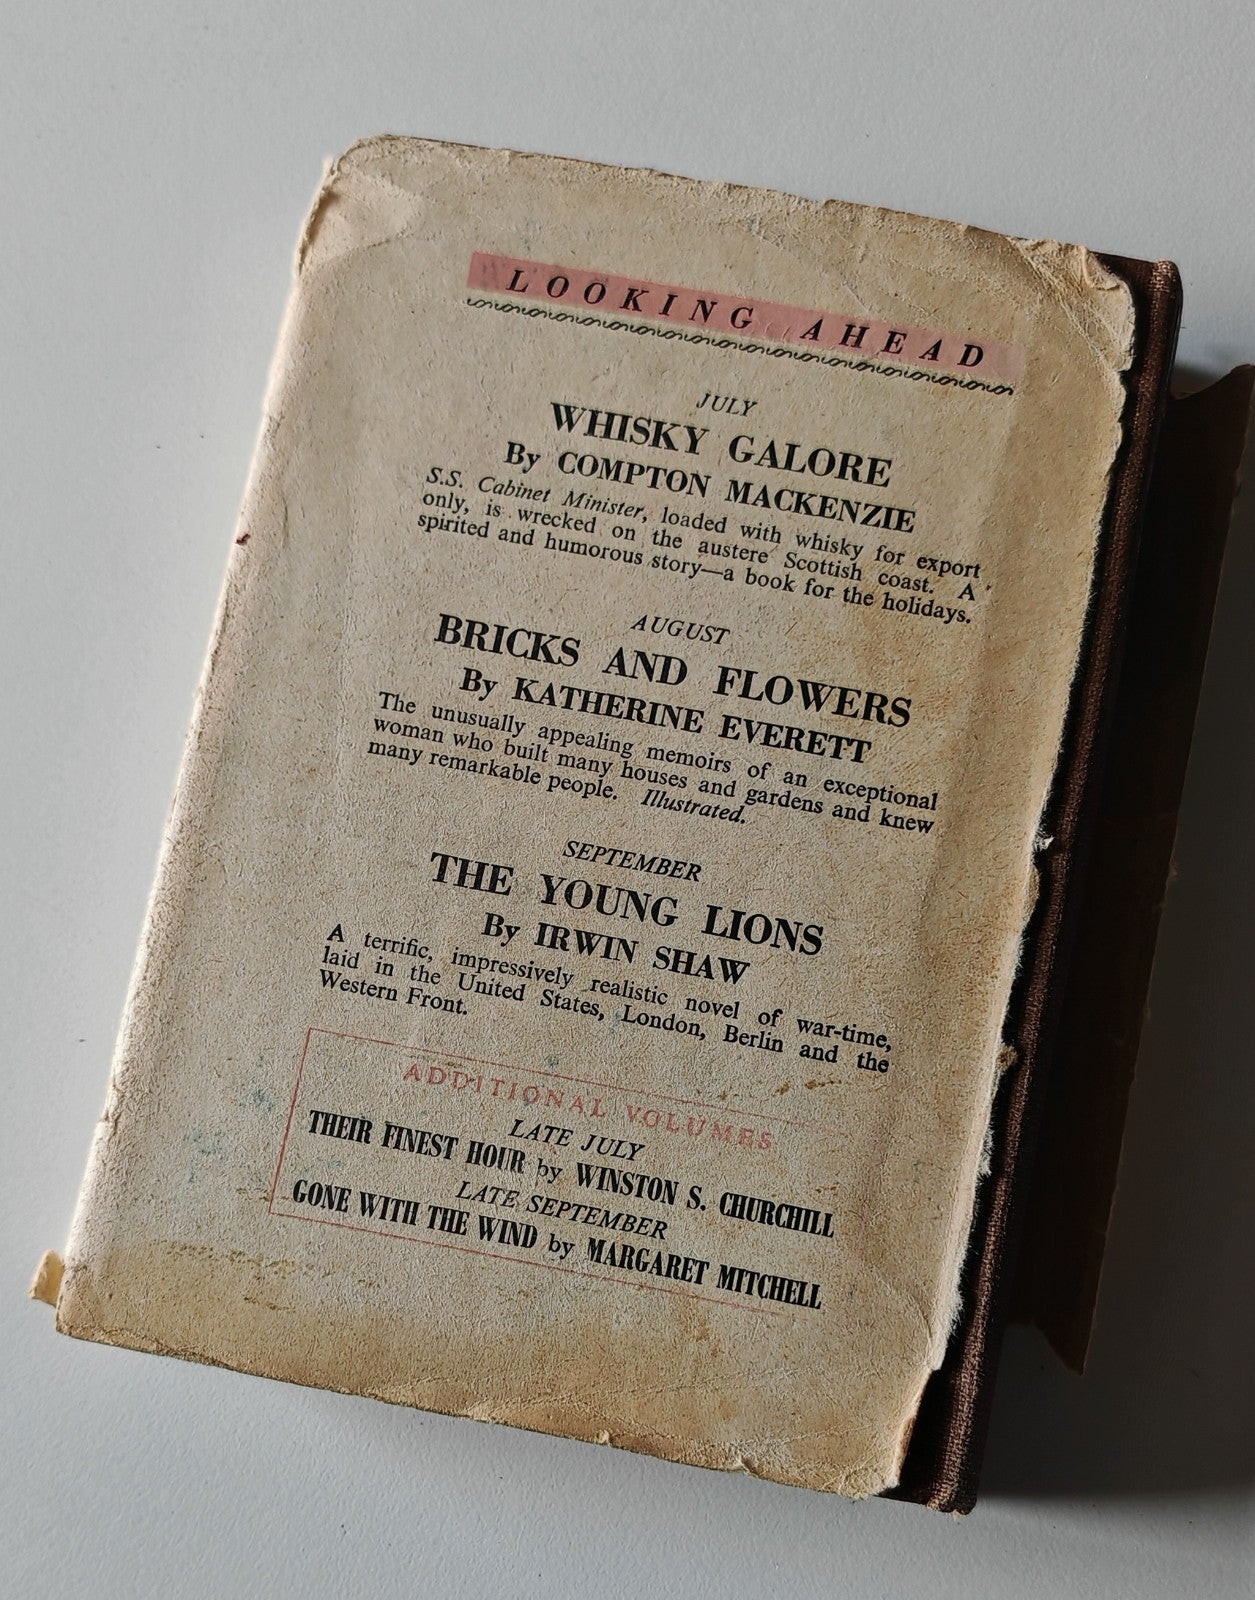 LOOKING AHEAD
JULY
WHISKY GALORE
By COMPTON MACKENZIE
S.S. Cabinet Minister, loaded with whisky for export
only, is wrecked on the austere Scottish coast. A
spirited and humorous story—a book for the holidays.
AUGUST
BRICKS AND FLOWERS
By KATHERINE EVERETT
The unusually appealing memoirs of an exceptional
woman who built many houses and gardens and knew
many remarkable people. Illustrated.
SEPTEMBER
THE YOUNG LIONS
By IRWIN SHAW
A terrific, impressively realistic novel of war-time,
laid in the United States, London, Berlin and the
Western Front.
ADDITIONAL VOLUMES
LATE JULY
THEIR FINEST HOUR by WINSTON S. CHURCHILL
LATE SEPTEMBER
GONE WITH THE WIND by MARGARET MITCHELL